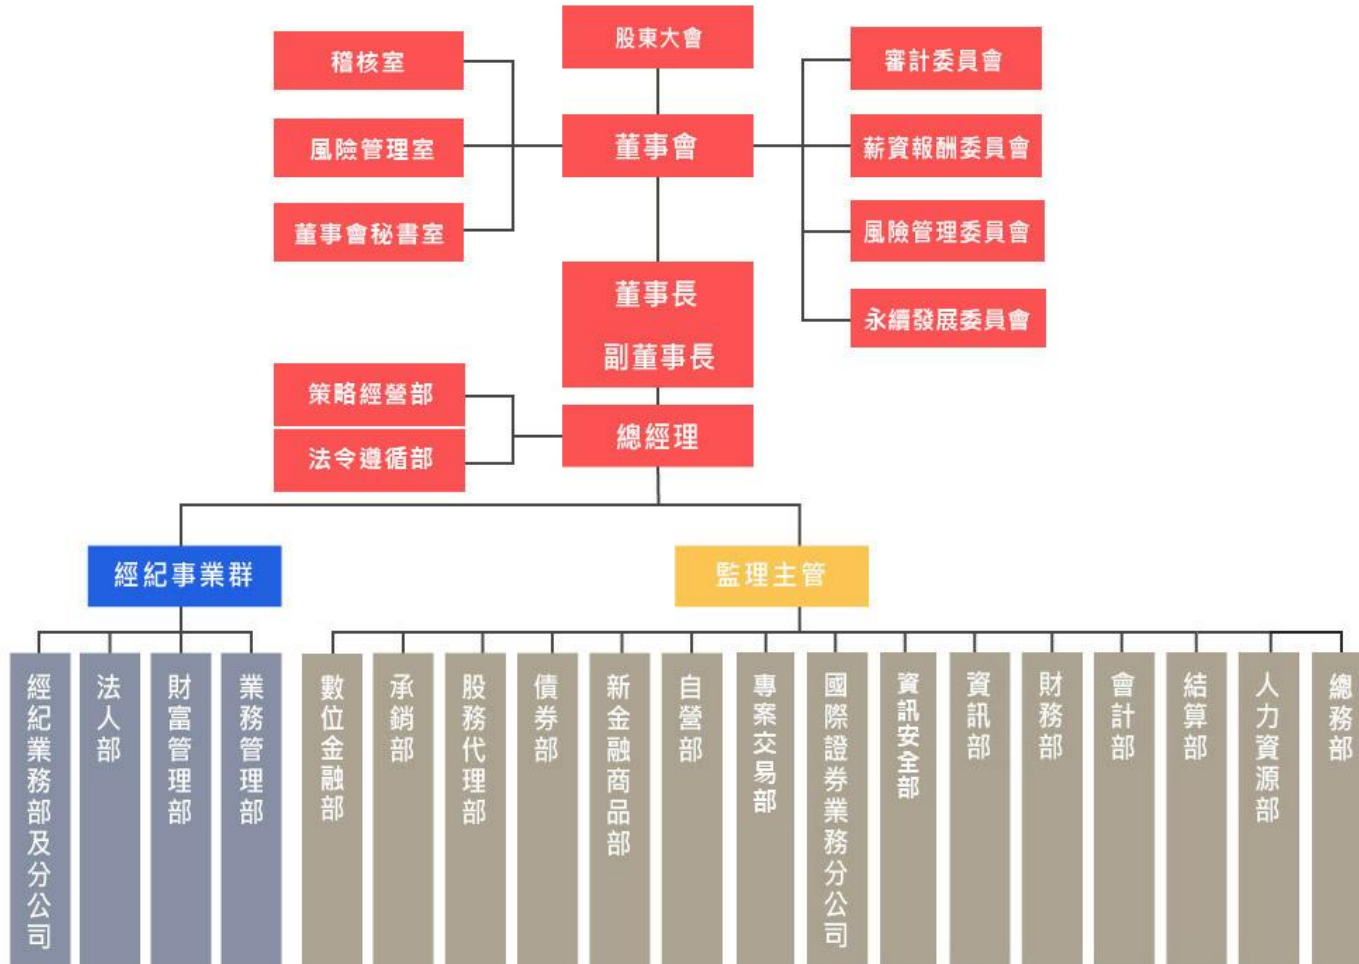 股東大會
稽核室
審計委員會
風險管理室
董事會
薪資報酬委員會
董事會秘書室
風險管理委員會
董事長
副董事長
永續發展委員會
策略經營部
法令遵循部
總經理
經紀事業群
監理主管
經紀業務部及分公司
法人部
財富管理部
業務管理部
數位金融部
承銷部
股務代理部
債券部
新金融商品部
自營部
專案交易部
國際證券業務分公司
資訊安全部
資訊部
財務部
會計部
結算部
人力資源部
總務部